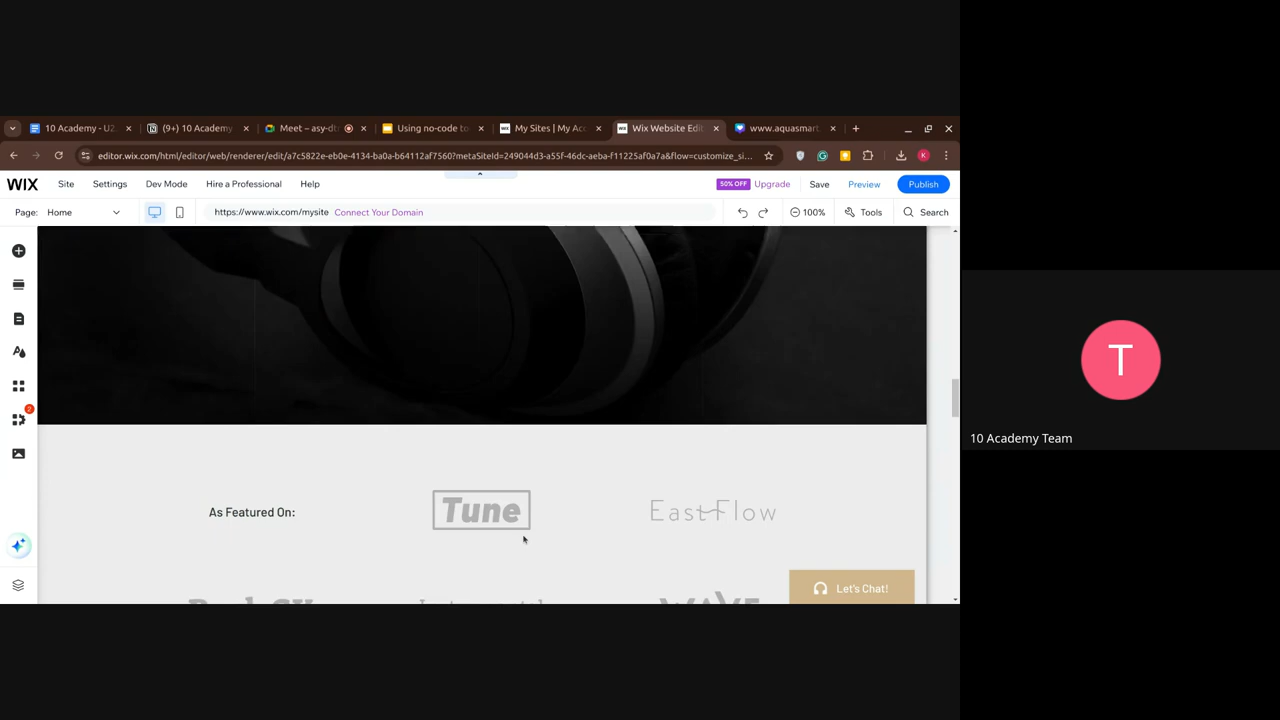 10 Academy - U2
(9+) 10 Academy
Meet – asy-dt
Using no-code to
My Sites | My Acc
Wix Website Edit
www.aquasmart.
editor.wix.com/html/editor/web/renderer/edit/a7c5822e-eb0e-4134-ba0a-b64112af7560?metaSiteId=249044d3-a55f-46dc-aeba-f11225af0a7a&flow=customize_si...
K
WIX
Site
Settings
Dev Mode
Hire a Professional
Help
50% OFF Upgrade
Save
Preview
Publish
Page: Home
https://www.wix.com/mysite Connect Your Domain
100%
Tools
Search
2
As Featured On:
Tune
EastFlow
WAVE
Let's Chat!
T
10 Academy Team